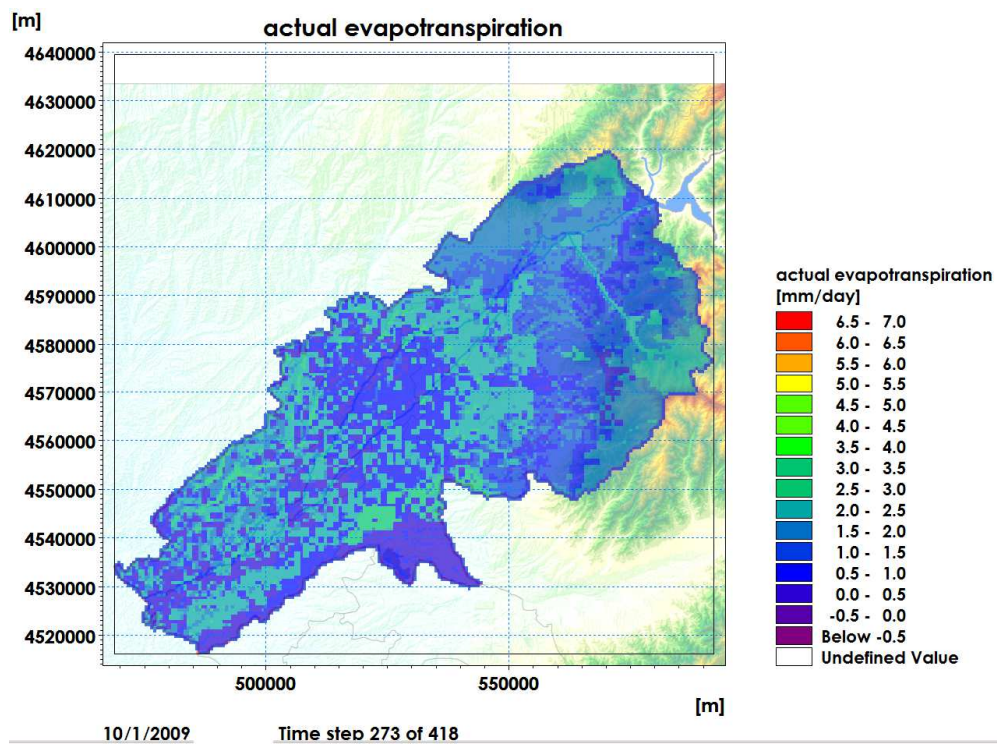 [m]
actual evapotranspiration
4640000
4630000
4620000
4610000
4600000
4590000
4580000
4570000
4560000
4550000
4540000
4530000
4520000
500000 550000
[m]
actual evapotranspiration
[mm/day]
6.5 - 7.0
6.0 - 6.5
5.5 - 6.0
5.0 - 5.5
4.5 - 5.0
4.0 - 4.5
3.5 - 4.0
3.0 - 3.5
2.5 - 3.0
2.0 - 2.5
1.5 - 2.0
1.0 - 1.5
0.5 - 1.0
0.0 - 0.5
-0.5 - 0.0
Below -0.5
Undefined Value
10/1/2009 Time step 273 of 418